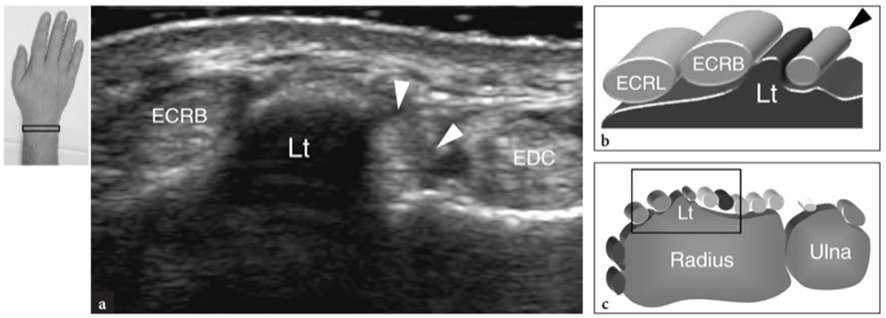 ECRB
Lt
EDC
a
ECRL
ECRB
Lt
b
Lt
Radius
Ulna
c